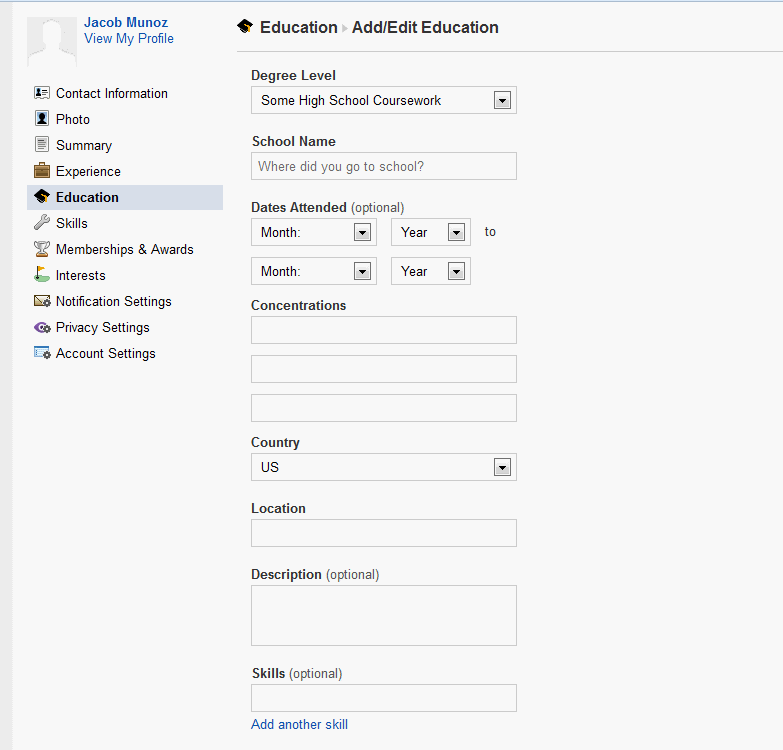 Jacob Munoz
View My Profile
Contact Information
Photo
Summary
Experience
Education
Skills
Memberships & Awards
Interests
Notification Settings
Privacy Settings
Account Settings
Education Add/Edit Education
Degree Level
Some High School Coursework
School Name
Where did you go to school?
Dates Attended (optional)
Month: Year to
Month: Year
Concentrations
Country
US
Location
Description (optional)
Skills (optional)
Add another skill